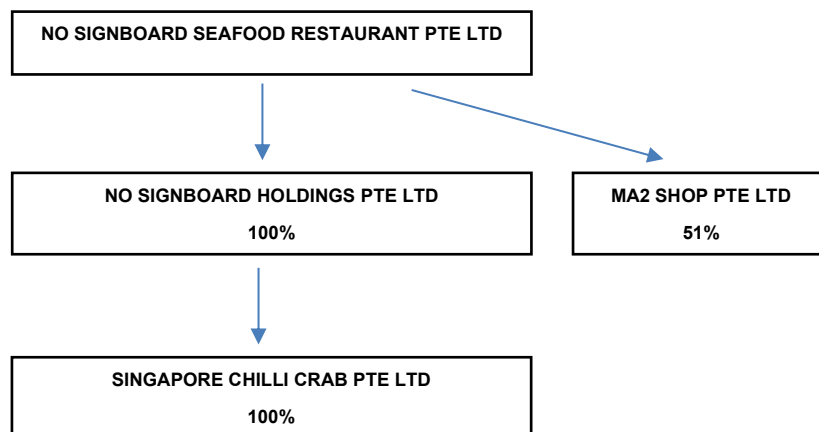 NO SIGNBOARD SEAFOOD RESTAURANT PTE LTD
NO SIGNBOARD HOLDINGS PTE LTD
100%
MA2 SHOP PTE LTD
51%
SINGAPORE CHILLI CRAB PTE LTD
100%